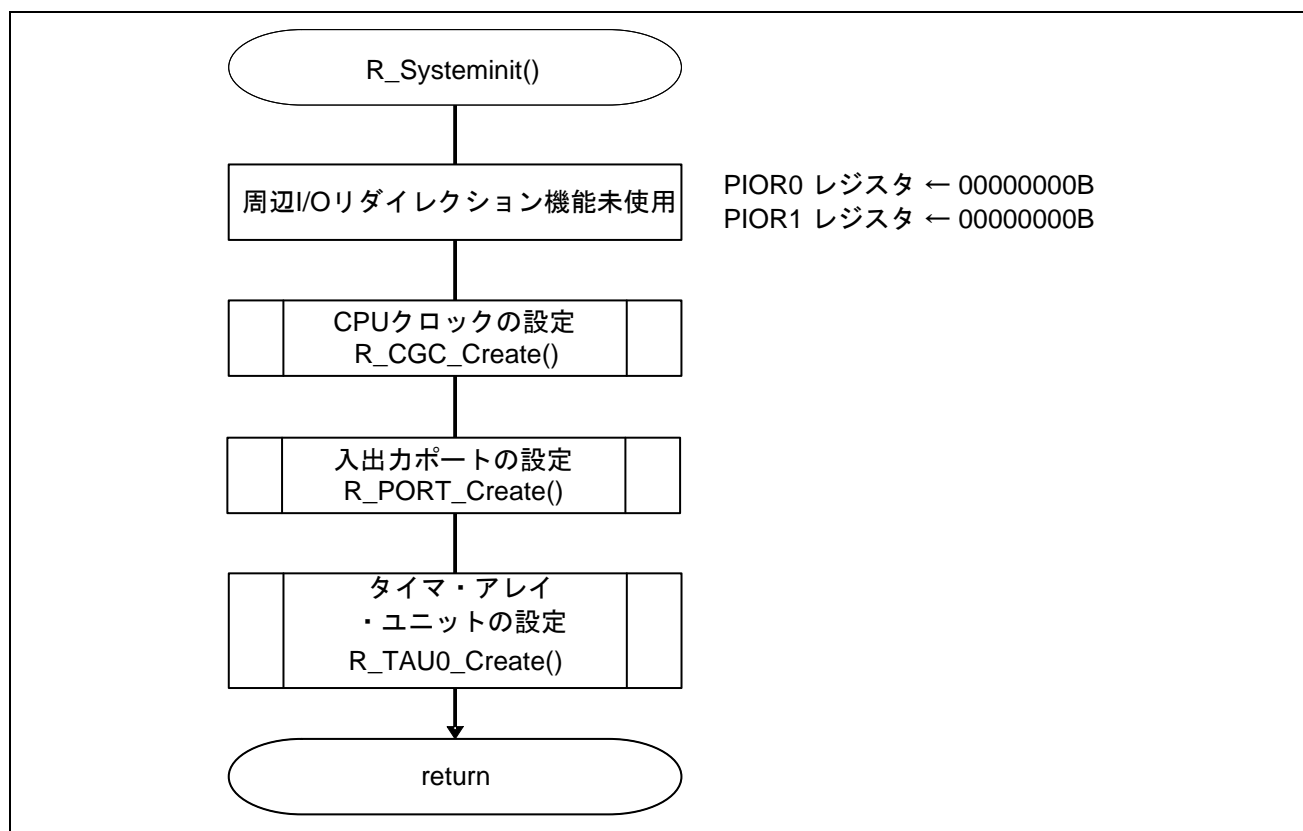 R_Systeminit()
周辺I/Oリダイレクション機能未使用
PIOR0 レジスタ ← 00000000B
PIOR1 レジスタ ← 00000000B
CPUクロックの設定
R_CGC_Create()
入出力ポートの設定
R_PORT_Create()
タイマ・アレイ
・ユニットの設定
R_TAU0_Create()
return